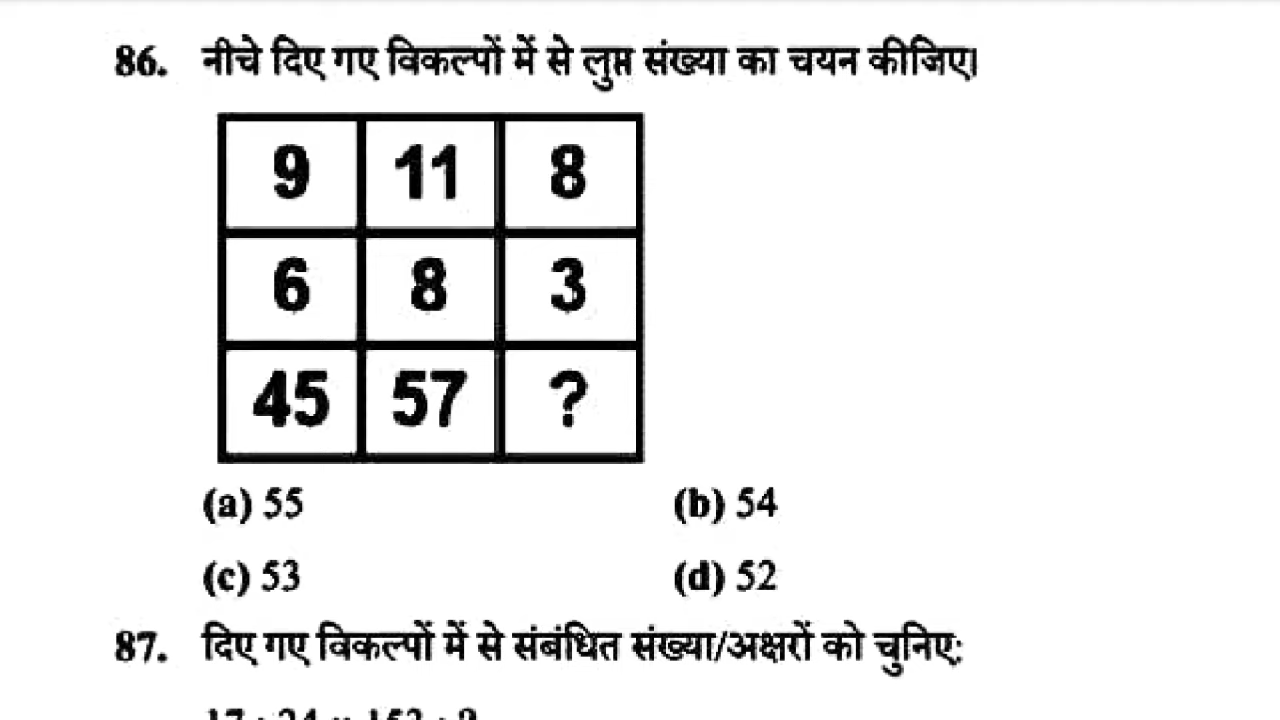 86. नीचे दिए गए विकल्पों में से लुप्त संख्या का चयन कीजिए।
9 11 8
6 8 3
45 57 ?
(a) 55 (b) 54
(c) 53 (d) 52
87. दिए गए विकल्पों में से संबंधित संख्या/अक्षरों को चुनिए: